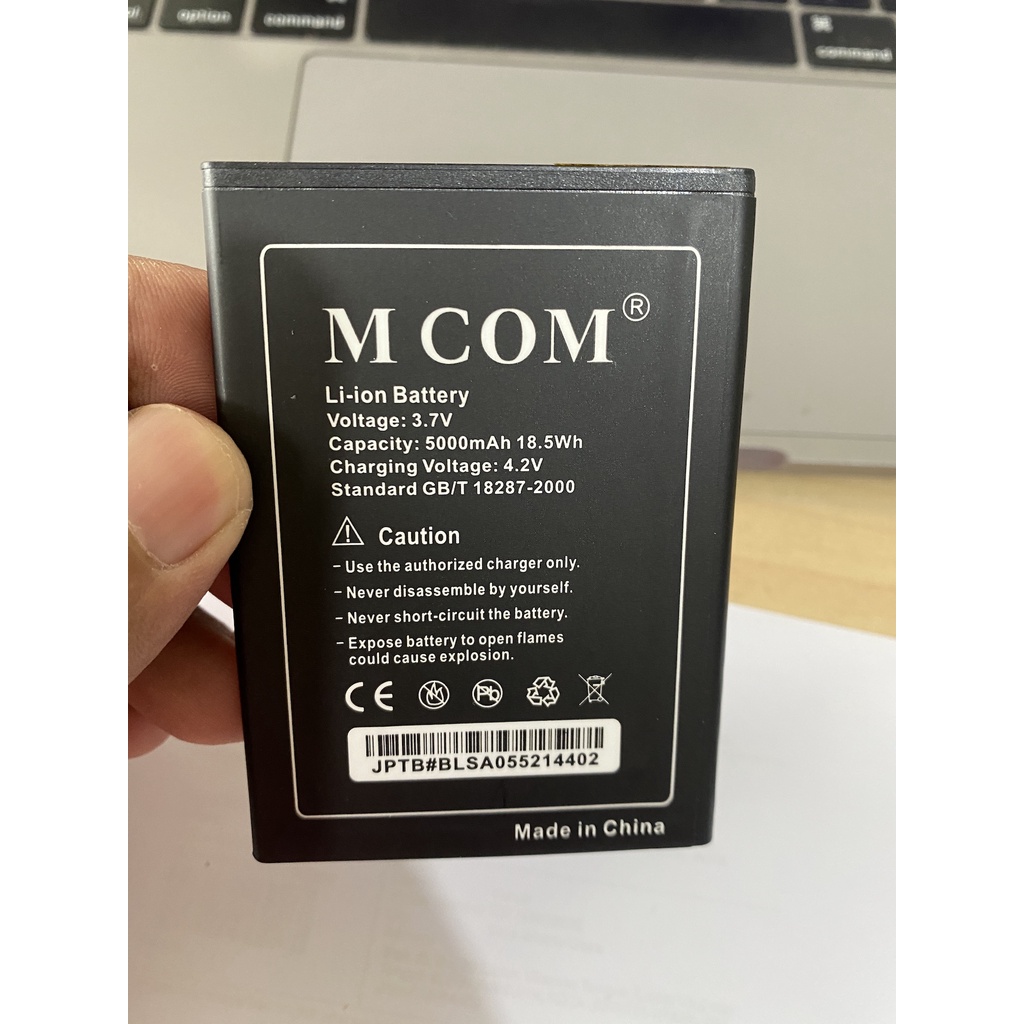 option
command
command
M COM®
Li-ion Battery
Voltage: 3.7V
Capacity: 5000mAh 18.5Wh
Charging Voltage: 4.2V
Standard GB/T 18287-2000
Caution
- Use the authorized charger only.
- Never disassemble by yourself.
- Never short-circuit the battery.
- Expose battery to open flames
could cause explosion.
CE Pb
JPTB#BLSA055214402
Made in China